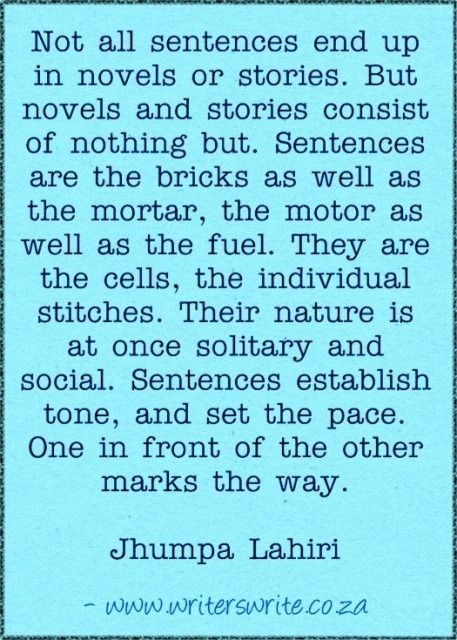 Not all sentences end up
in novels or stories. But
novels and stories consist
of nothing but. Sentences
are the bricks as well as
the mortar, the motor as
well as the fuel. They are
the cells, the individual
stitches. Their nature is
at once solitary and
social. Sentences establish
tone, and set the pace.
One in front of the other
marks the way.
Jhumpa Lahiri
- www.writerswrite.co.za